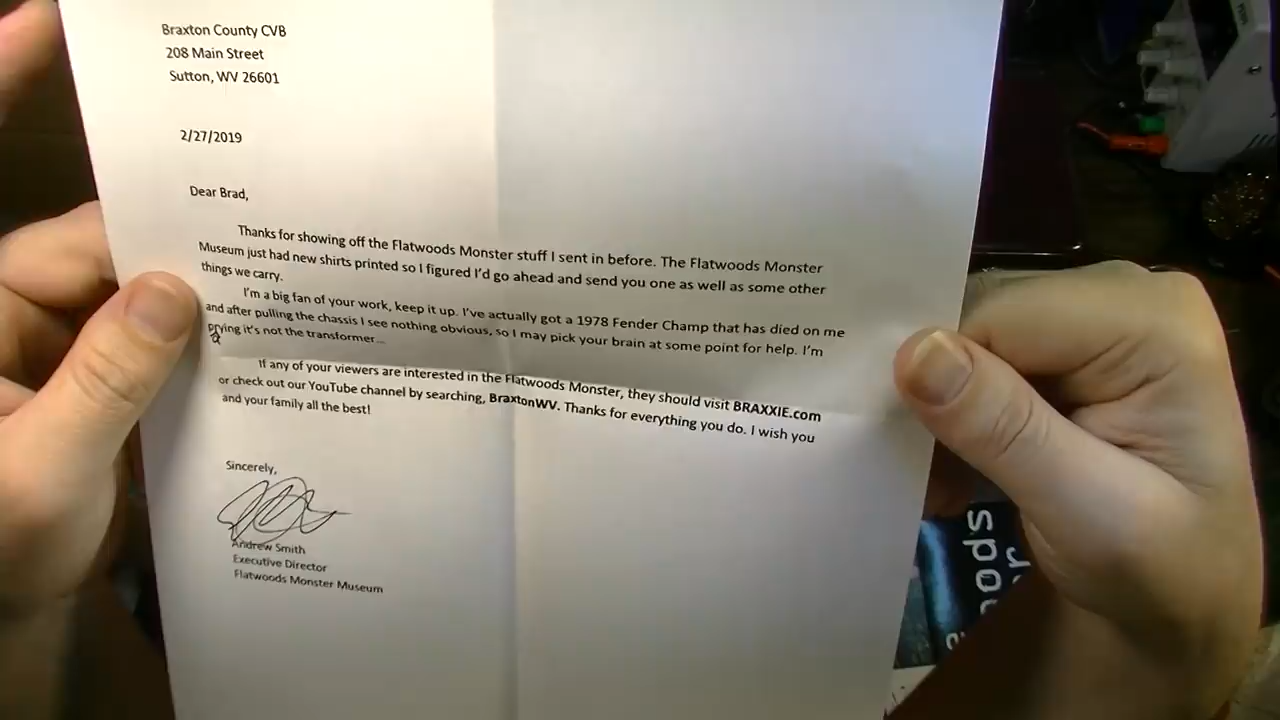 Braxton County CVB
208 Main Street
Sutton, WV 26601
2/27/2019
Dear Brad,
Thanks for showing off the Flatwoods Monster stuff I sent in before. The Flatwoods Monster
Museum just had new shirts printed so I figured I'd go ahead and send you one as well as some other
things we carry.
I'm a big fan of your work, keep it up. I've actually got a 1978 Fender Champ that has died on me
and after pulling the chassis I see nothing obvious, so I may pick your brain at some point for help. I'm
prying it's not the transformer...
a
If any of your viewers are interested in the Flatwoods Monster, they should visit BRAXXIE.com
or check out our YouTube channel by searching, BraxtonWV. Thanks for everything you do. I wish you
and your family all the best!
Sincerely,
Andrew Smith
Executive Director
Flatwoods Monster Museum